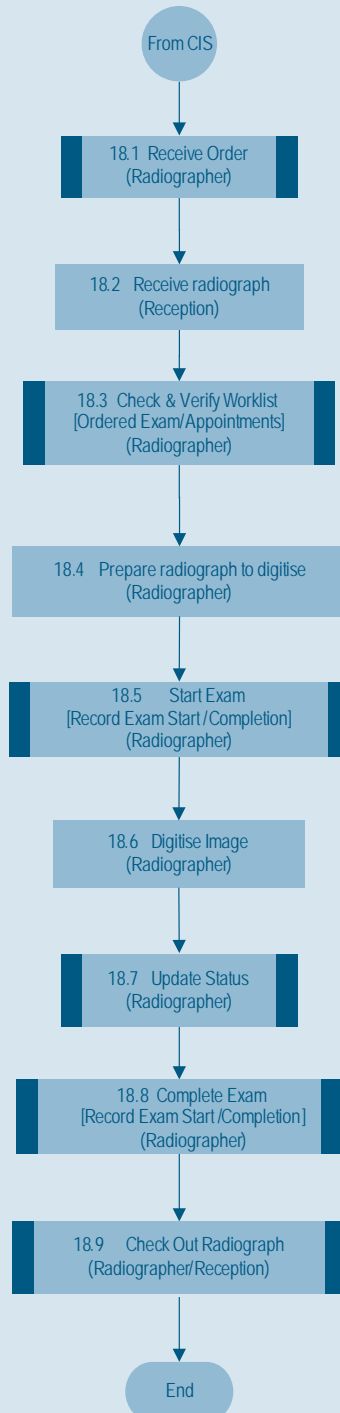 From CIS
18.1 Receive Order
(Radiographer)
18.2 Receive radiograph
(Reception)
18.3 Check & Verify Worklist
[Ordered Exam/Appointments]
(Radiographer)
18.4 Prepare radiograph to digitise
(Radiographer)
18.5 Start Exam
[Record Exam Start/Completion]
(Radiographer)
18.6 Digitise Image
(Radiographer)
18.7 Update Status
(Radiographer)
18.8 Complete Exam
[Record Exam Start/Completion]
(Radiographer)
18.9 Check Out Radiograph
(Radiographer/Reception)
End